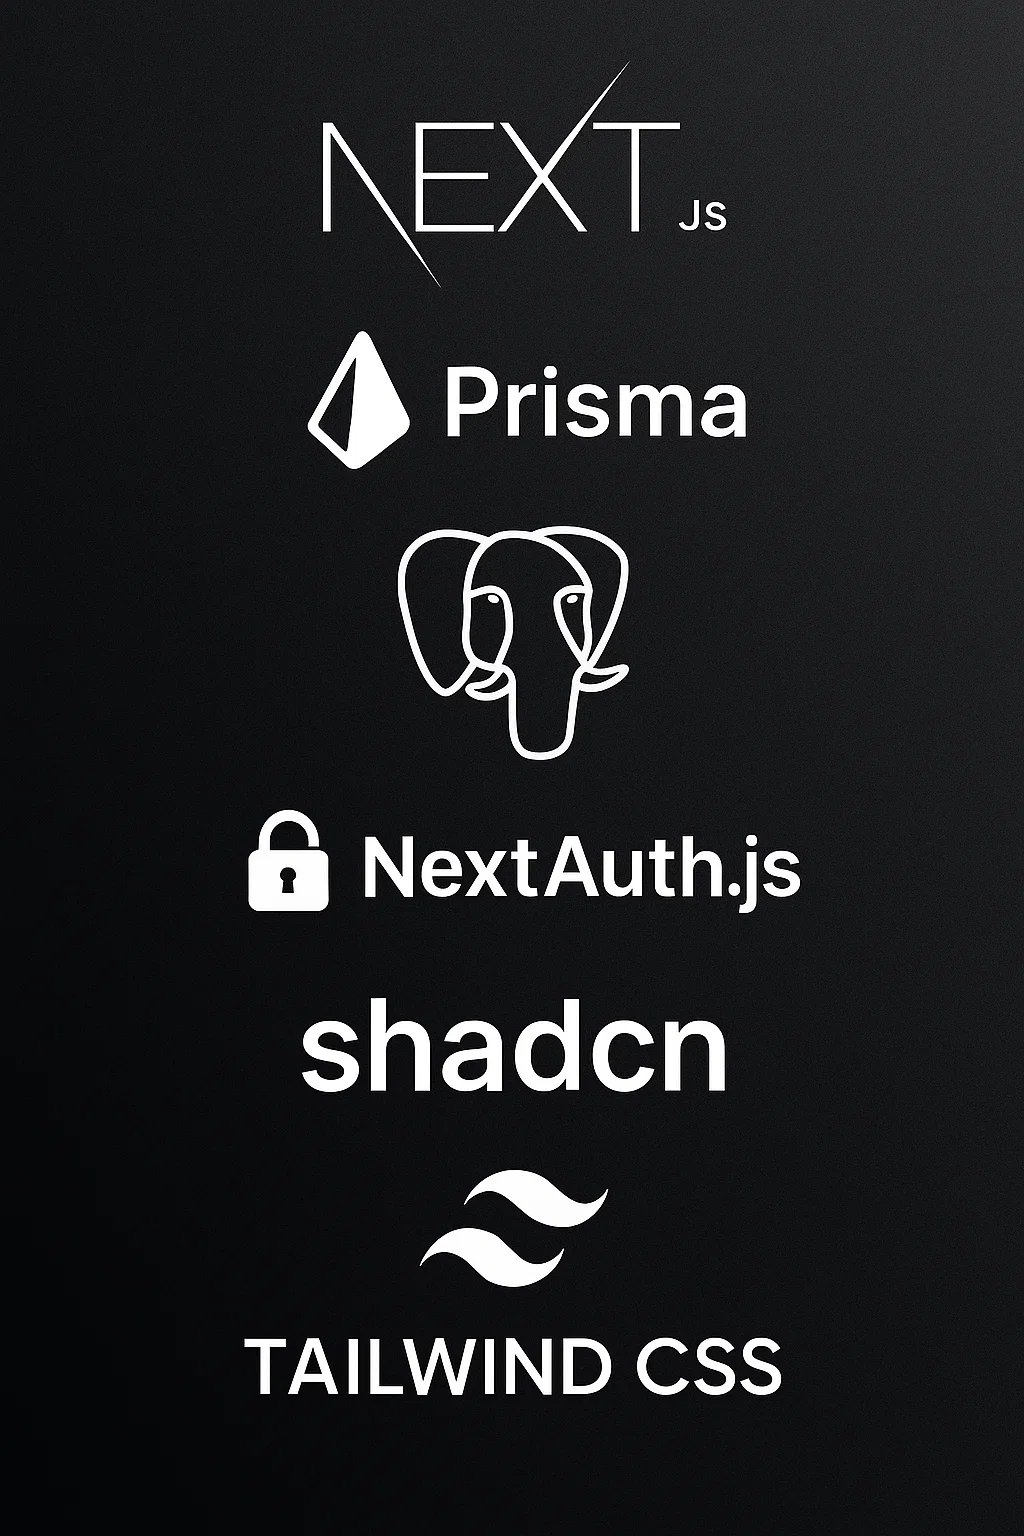 NEXT.JS
Prisma
NextAuth.js
shadcn
TAILWIND CSS